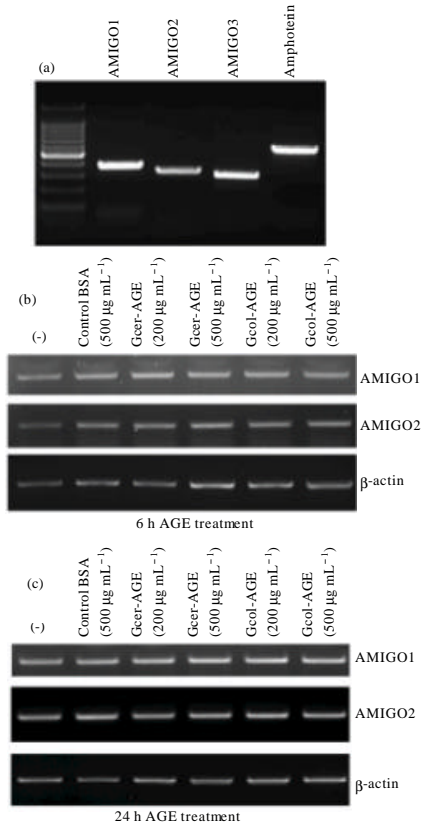 (a)
AMIGO1
AMIGO2
AMIGO3
Amphoterin
(b)
(-)
Control BSA
(500 µg mL⁻¹)
Gcer-AGE
(200 µg mL⁻¹)
Gcer-AGE
(500 µg mL⁻¹)
Gcol-AGE
(200 µg mL⁻¹)
Gcol-AGE
(500 µg mL⁻¹)
AMIGO1
AMIGO2
β-actin
6 h AGE treatment
(c)
(-)
Control BSA
(500 µg mL⁻¹)
Gcer-AGE
(200 µg mL⁻¹)
Gcer-AGE
(500 µg mL⁻¹)
Gcol-AGE
(200 µg mL⁻¹)
Gcol-AGE
(500 µg mL⁻¹)
AMIGO1
AMIGO2
β-actin
24 h AGE treatment